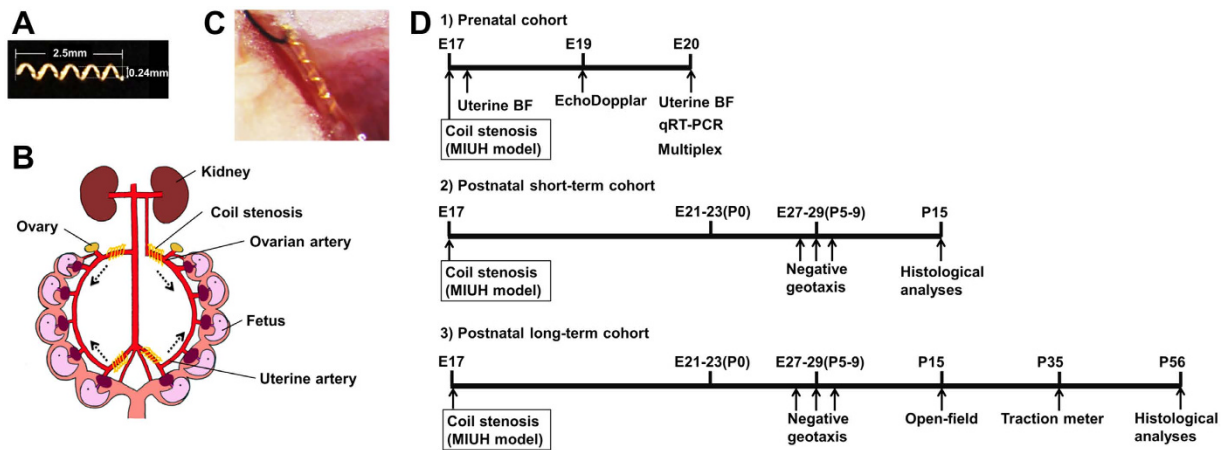 A
2.5mm
0.24mm
B
Kidney
Coil stenosis
Ovary
Ovarian artery
Fetus
Uterine artery
C
D
1) Prenatal cohort
E17 E19 E20
Uterine BF EchoDopplar Uterine BF
Coil stenosis qRT-PCR
(MIUH model) Multiplex
2) Postnatal short-term cohort
E17 E21-23(P0) E27-29(P5-9) P15
Coil stenosis Negative Histological
(MIUH model) geotaxis analyses
3) Postnatal long-term cohort
E17 E21-23(P0) E27-29(P5-9) P15 P35 P56
Coil stenosis Negative Open-field Traction meter Histological
(MIUH model) geotaxis analyses